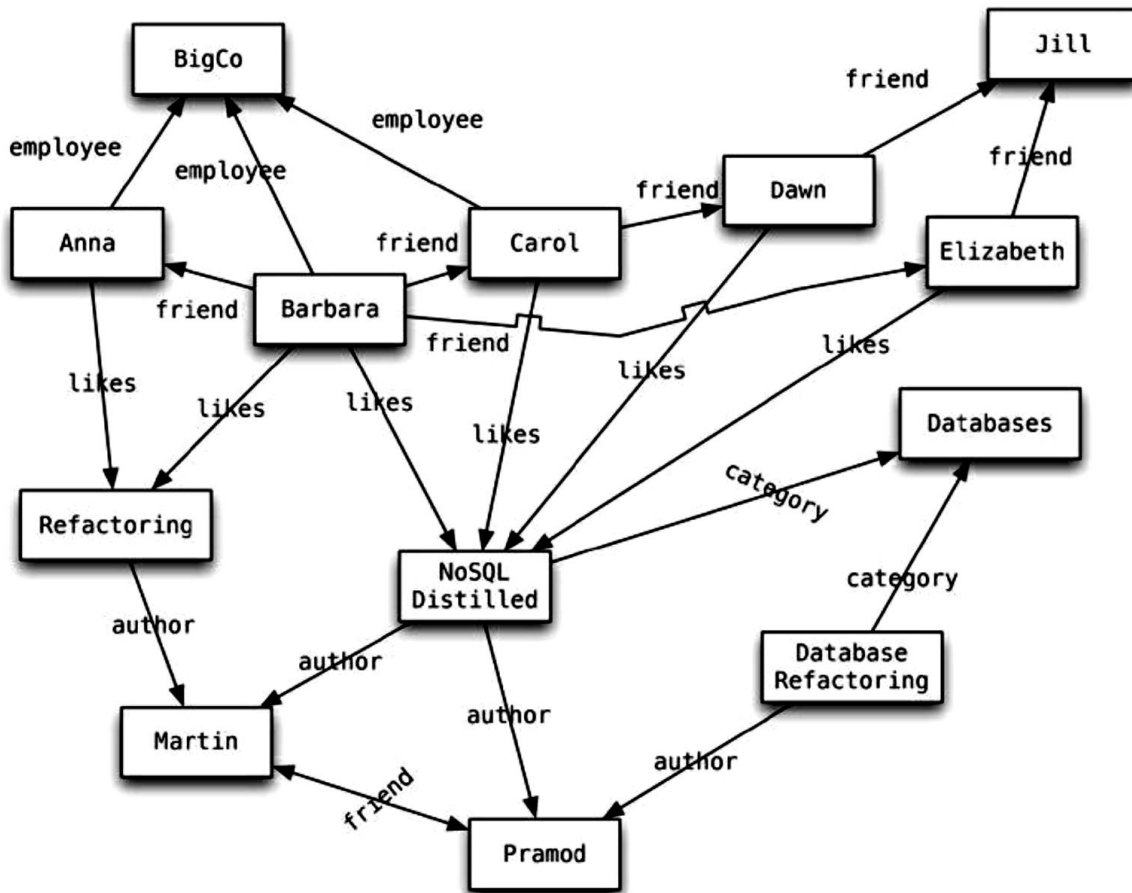 BigCo
Jill
friend
employee
employee
friend
employee
friend
Dawn
Anna
friend
Carol
Elizabeth
friend
Barbara
friend
likes
likes
likes
likes
likes
likes
Databases
category
Refactoring
NoSQL
Distilled
category
author
author
Database
Refactoring
author
Martin
author
friend
Pramod